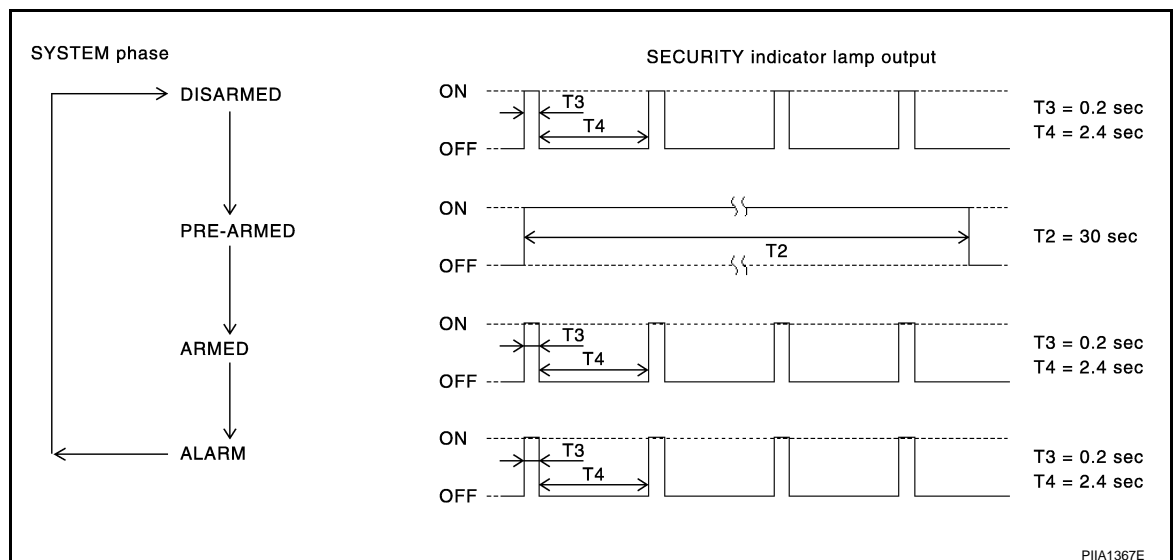 SYSTEM phase
SECURITY indicator lamp output
DISARMED
ON
OFF
T3
T4
T3 = 0.2 sec
T4 = 2.4 sec
PRE-ARMED
ON
OFF
T2
T2 = 30 sec
ARMED
ON
OFF
T3
T4
T3 = 0.2 sec
T4 = 2.4 sec
ALARM
ON
OFF
T3
T4
T3 = 0.2 sec
T4 = 2.4 sec
PIIA1367E